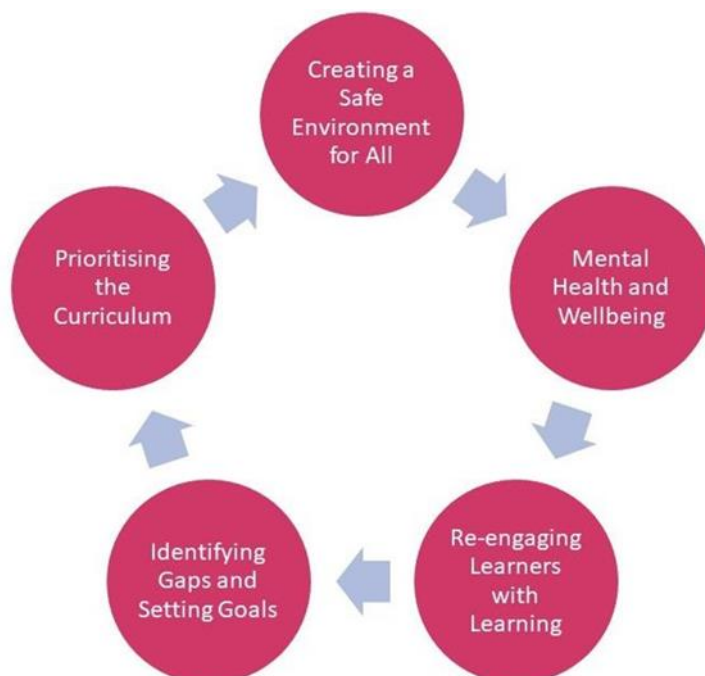 Creating a
Safe
Environment
for All
Mental
Health and
Wellbeing
Re-engaging
Learners
with
Learning
Identifying
Gaps and
Setting Goals
Prioritising
the
Curriculum